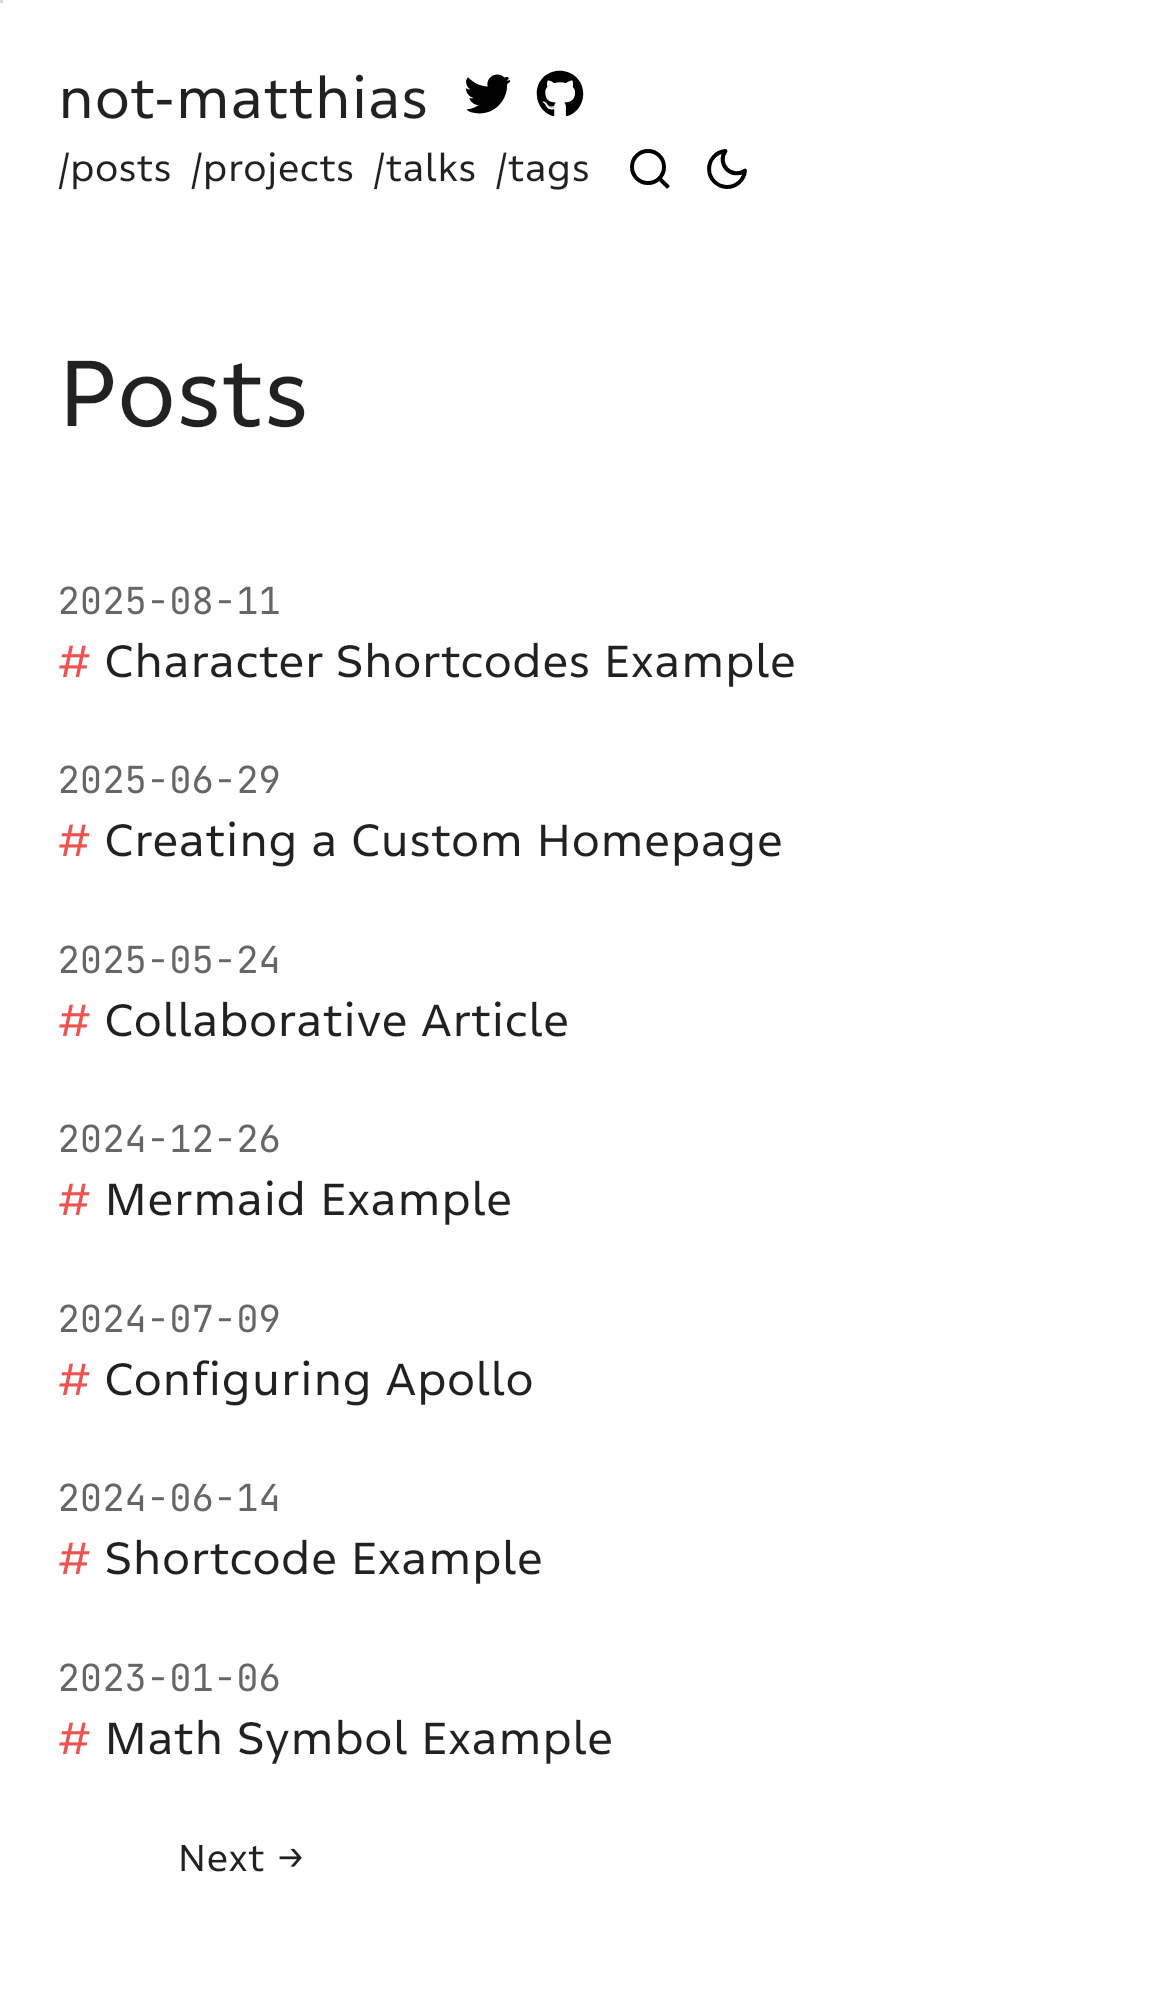 not-matthias
/posts /projects /talks /tags
Posts
2025-08-11
# Character Shortcodes Example
2025-06-29
# Creating a Custom Homepage
2025-05-24
# Collaborative Article
2024-12-26
# Mermaid Example
2024-07-09
# Configuring Apollo
2024-06-14
# Shortcode Example
2023-01-06
# Math Symbol Example
Next →